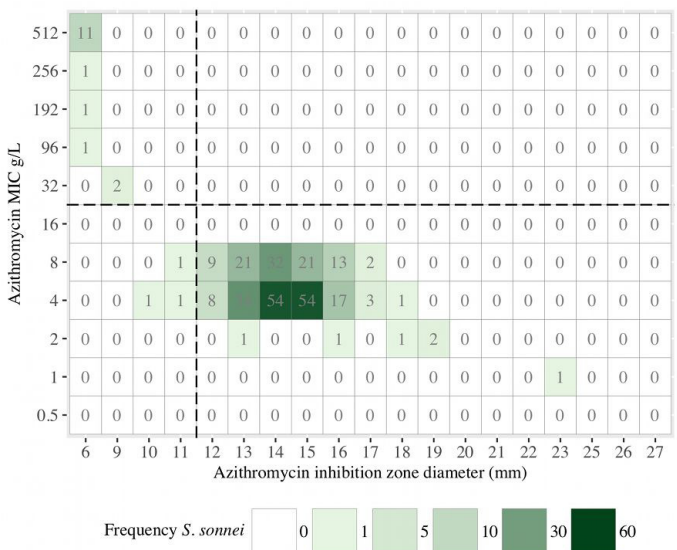 512 11 0 0 0 0 0 0 0 0 0 0 0 0 0 0 0 0 0 0
256 1 0 0 0 0 0 0 0 0 0 0 0 0 0 0 0 0 0 0
192 1 0 0 0 0 0 0 0 0 0 0 0 0 0 0 0 0 0 0
96 1 0 0 0 0 0 0 0 0 0 0 0 0 0 0 0 0 0 0
32 0 2 0 0 0 0 0 0 0 0 0 0 0 0 0 0 0 0 0
16 0 0 0 0 0 0 0 0 0 0 0 0 0 0 0 0 0 0 0
8 0 0 0 1 9 21 32 21 13 2 0 0 0 0 0 0 0 0 0
4 0 0 1 1 8 54 54 17 3 1 0 0 0 0 0 0 0 0
2 0 0 0 0 0 1 0 0 1 0 1 2 0 0 0 0 0 0 0
1 0 0 0 0 0 0 0 0 0 0 0 0 0 0 0 1 0 0 0
0.5 0 0 0 0 0 0 0 0 0 0 0 0 0 0 0 0 0 0 0
Azithromycin MIC g/L
6 9 10 11 12 13 14 15 16 17 18 19 20 21 22 23 25 26 27
Azithromycin inhibition zone diameter (mm)
Frequency S. sonnei 0 1 5 10 30 60